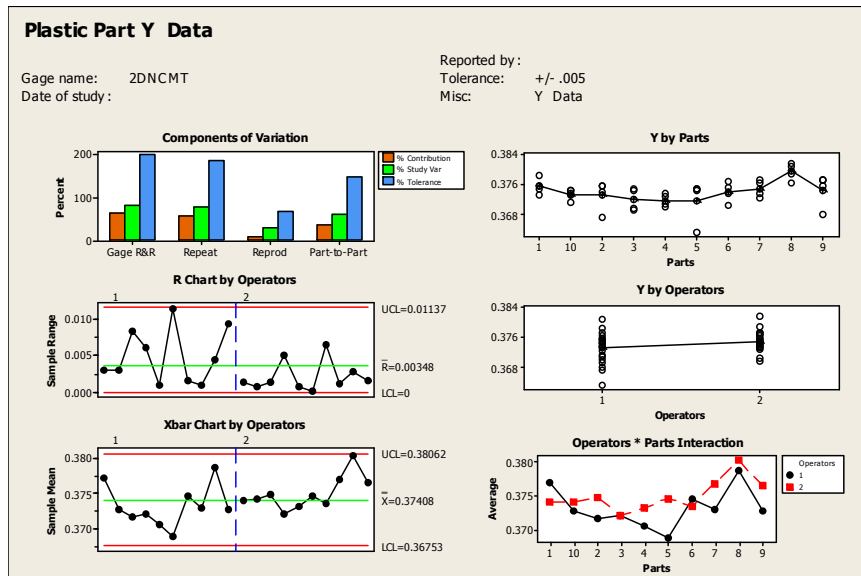 Plastic Part Y Data
Gage name: 2DNCMT
Date of study:
Reported by:
Tolerance: +/- .005
Misc: Y Data
Components of Variation
Percent
200
100
0
Gage R&R Repeat Reprod Part-to-Part
% Contribution
% Study Var
% Tolerance
R Chart by Operators
1 2
Sample Range
0.010
0.005
0.000
UCL=0.01137
R=0.00348
LCL=0
Xbar Chart by Operators
1 2
Sample Mean
0.380
0.375
0.370
UCL=0.38062
X=0.37408
LCL=0.36753
Y by Parts
0.384
0.376
0.368
1 10 2 3 4 5 6 7 8 9
Parts
Y by Operators
0.384
0.376
0.368
1 2
Operators
Operators * Parts Interaction
Average
0.380
0.375
0.370
1 10 2 3 4 5 6 7 8 9
Parts
Operators
1
2